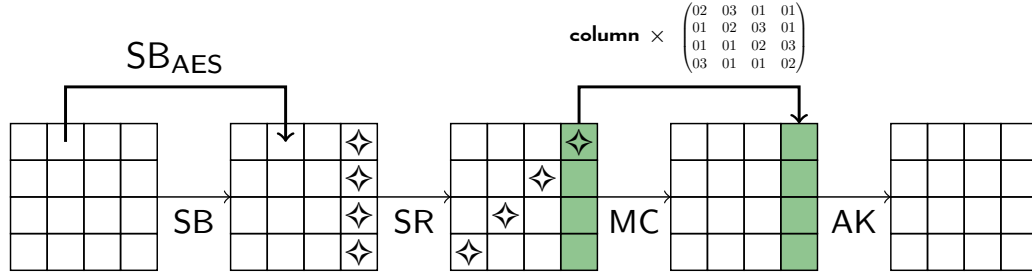 column × (02 03 01 01
01 02 03 01
01 01 02 03
03 01 01 02)
SB_AES
SB SR MC AK